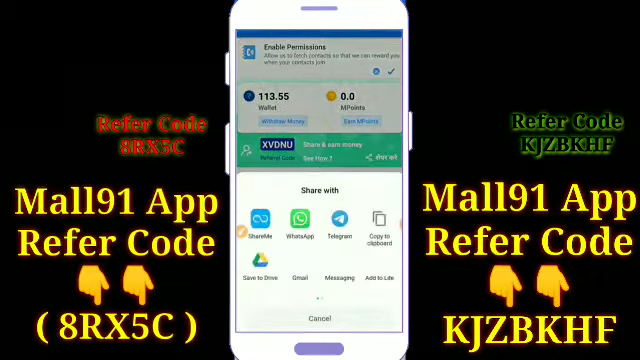 Refer Code
8RX5C
Mall91 App
Refer Code
( 8RX5C )
Enable Permissions
Allow us to fetch contacts so that we can reward you
when your contacts join
113.55
Wallet
Withdraw Money
0.0
MPoints
Earn MPoints
XVDNU
Referral Code
Share & earn money
See How ?
शेयर करे
Share with
ShareMe
WhatsApp
Telegram
Copy to
clipboard
Save to Drive
Gmail
Messaging
Add to Lite
Cancel
Refer Code
KJZBKHF
Mall91 App
Refer Code
KJZBKHF